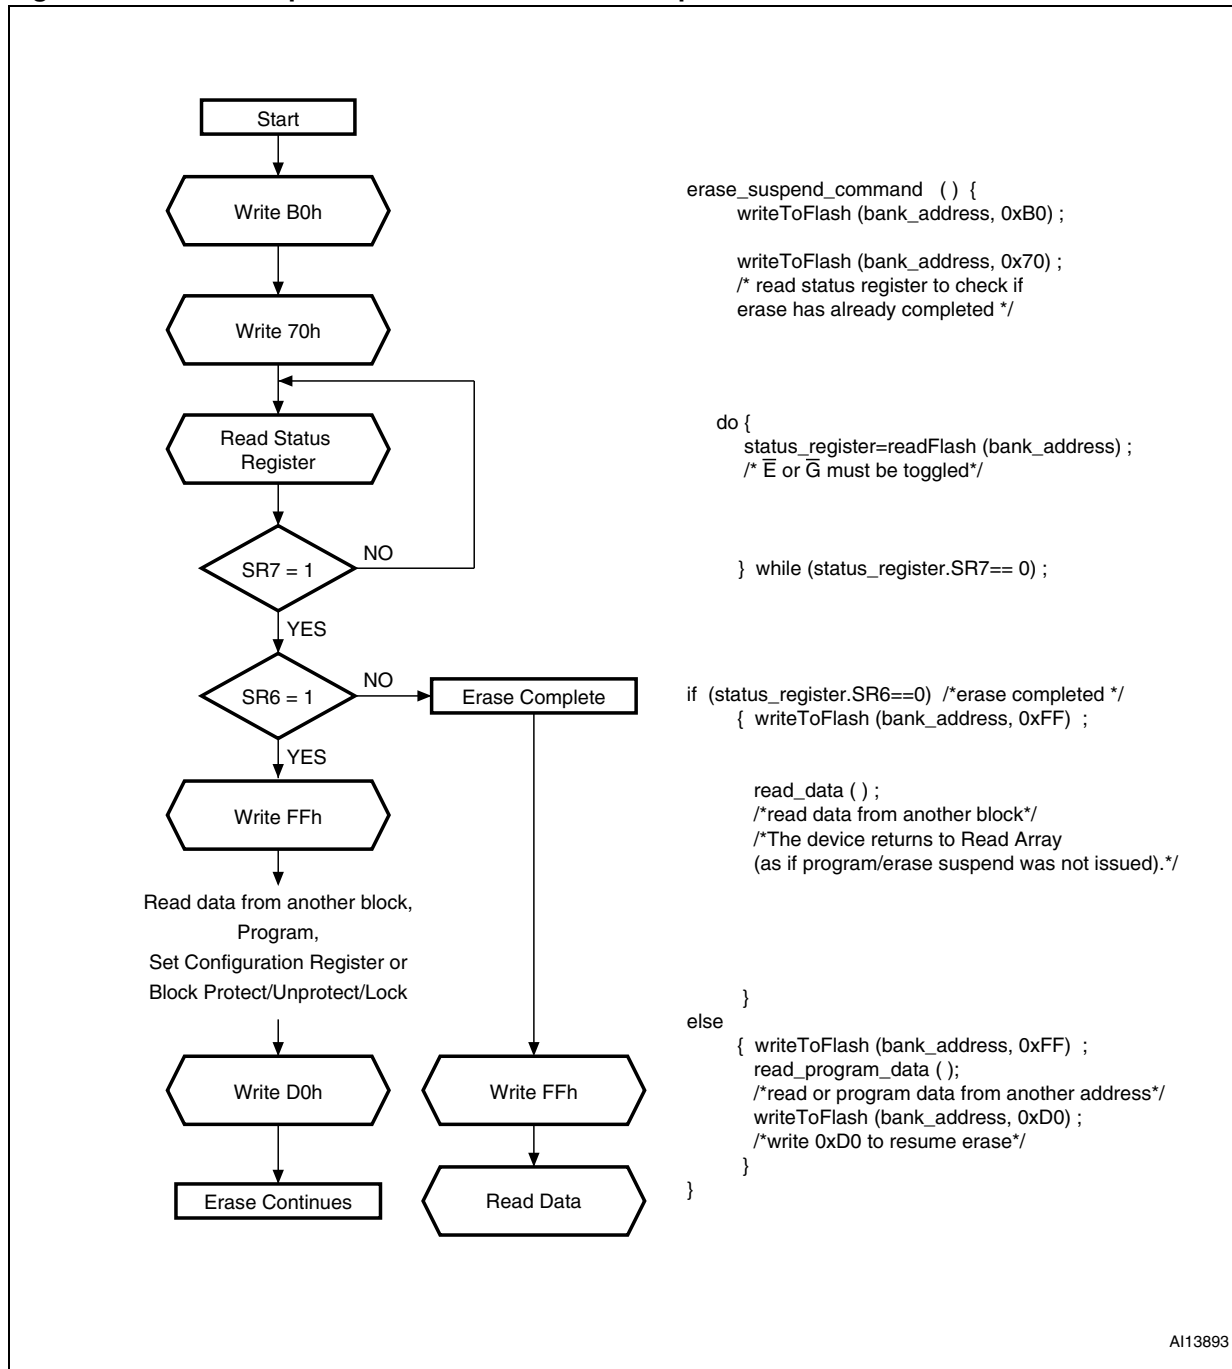 Start
Write B0h
Write 70h
Read Status
Register
SR7 = 1
NO
YES
SR6 = 1
NO
Erase Complete
YES
Write FFh
Read data from another block,
Program,
Set Configuration Register or
Block Protect/Unprotect/Lock
Write D0h
Write FFh
Erase Continues
Read Data
erase_suspend_command ( ) {
writeToFlash (bank_address, 0xB0) ;
writeToFlash (bank_address, 0x70) ;
/* read status register to check if
erase has already completed */
do {
status_register=readFlash (bank_address) ;
/* E̅ or G̅ must be toggled*/
} while (status_register.SR7== 0) ;
if (status_register.SR6==0) /*erase completed */
{ writeToFlash (bank_address, 0xFF) ;
read_data ( ) ;
/*read data from another block*/
/*The device returns to Read Array
(as if program/erase suspend was not issued).*/
}
else
{ writeToFlash (bank_address, 0xFF) ;
read_program_data ( );
/*read or program data from another address*/
writeToFlash (bank_address, 0xD0) ;
/*write 0xD0 to resume erase*/
}
}
AI13893